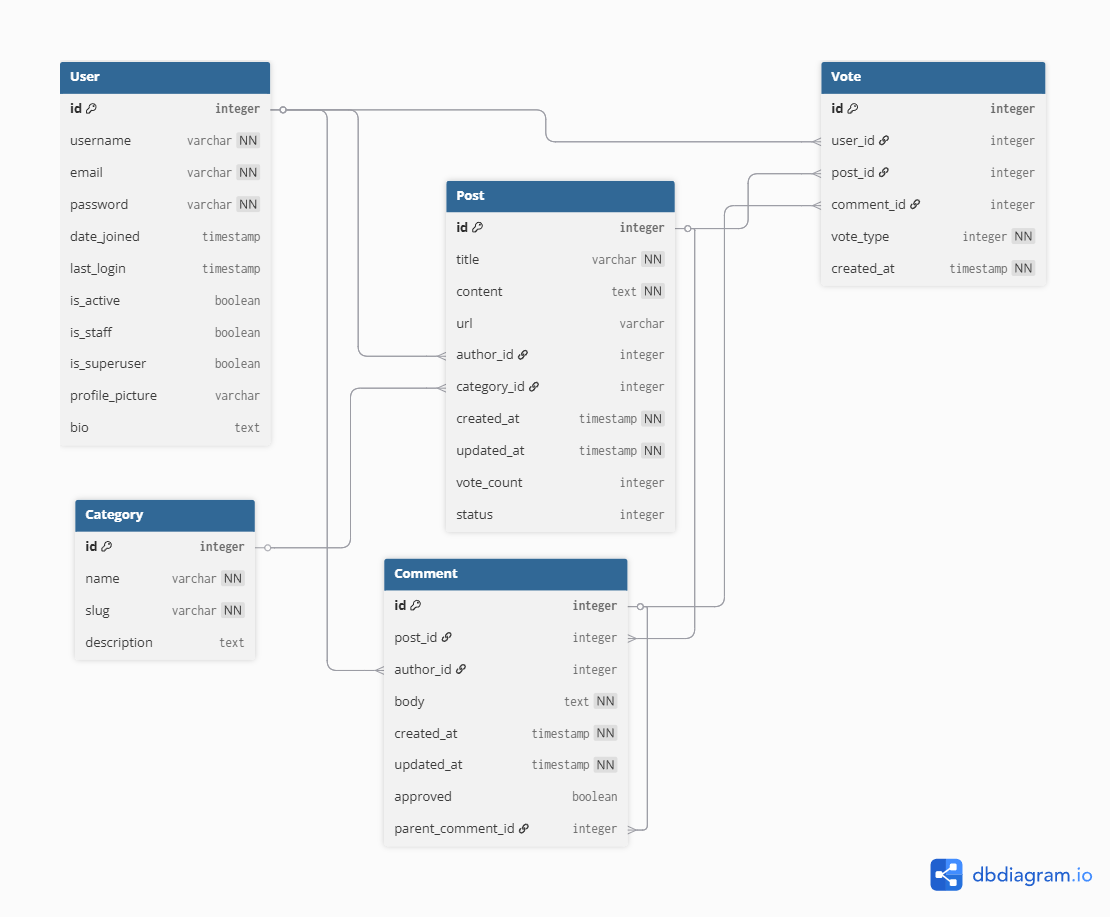 User
id integer
username varchar NN
email varchar NN
password varchar NN
date_joined timestamp
last_login timestamp
is_active boolean
is_staff boolean
is_superuser boolean
profile_picture varchar
bio text
Post
id integer
title varchar NN
content text NN
url varchar
author_id integer
category_id integer
created_at timestamp NN
updated_at timestamp NN
vote_count integer
status integer
Vote
id integer
user_id integer
post_id integer
comment_id integer
vote_type integer NN
created_at timestamp NN
Category
id integer
name varchar NN
slug varchar NN
description text
Comment
id integer
post_id integer
author_id integer
body text NN
created_at timestamp NN
updated_at timestamp NN
approved boolean
parent_comment_id integer
dbdiagram.io